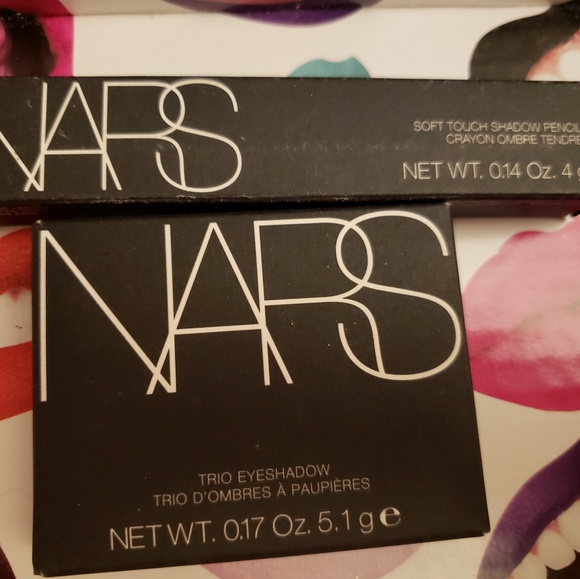 NARS
SOFT TOUCH SHADOW PENCIL
CRAYON OMBRE TENDRE
NET WT. 0.14 Oz. 4 g
NARS
TRIO EYESHADOW
TRIO D'OMBRES À PAUPIÈRES
NET WT. 0.17 Oz. 5.1 g e